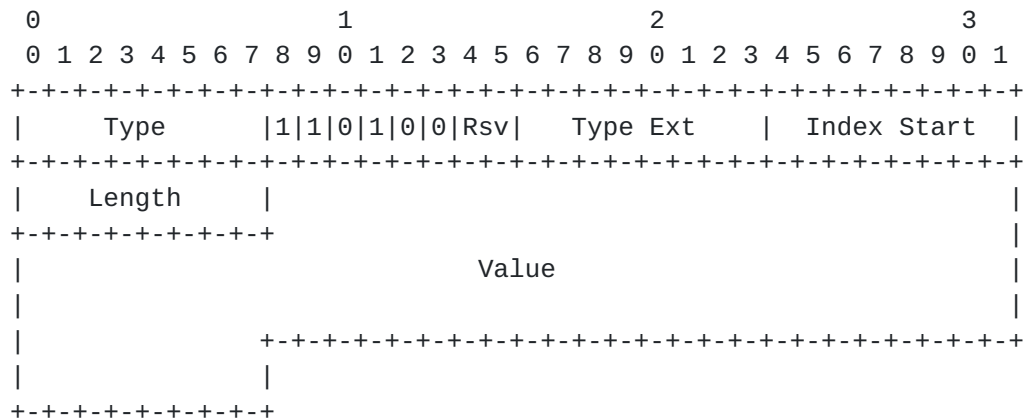 0                   1                   2                   3
 0 1 2 3 4 5 6 7 8 9 0 1 2 3 4 5 6 7 8 9 0 1 2 3 4 5 6 7 8 9 0 1
+-+-+-+-+-+-+-+-+-+-+-+-+-+-+-+-+-+-+-+-+-+-+-+-+-+-+-+-+-+-+-+-+
|     Type      |1|1|0|1|0|0|Rsv|   Type Ext    |  Index Start  |
+-+-+-+-+-+-+-+-+-+-+-+-+-+-+-+-+-+-+-+-+-+-+-+-+-+-+-+-+-+-+-+-+
|    Length     |                                               |
+-+-+-+-+-+-+-+-+                                               |
|                             Value                             |
|                                                               |
|               +-+-+-+-+-+-+-+-+-+-+-+-+-+-+-+-+-+-+-+-+-+-+-+-+
|               |
+-+-+-+-+-+-+-+-+